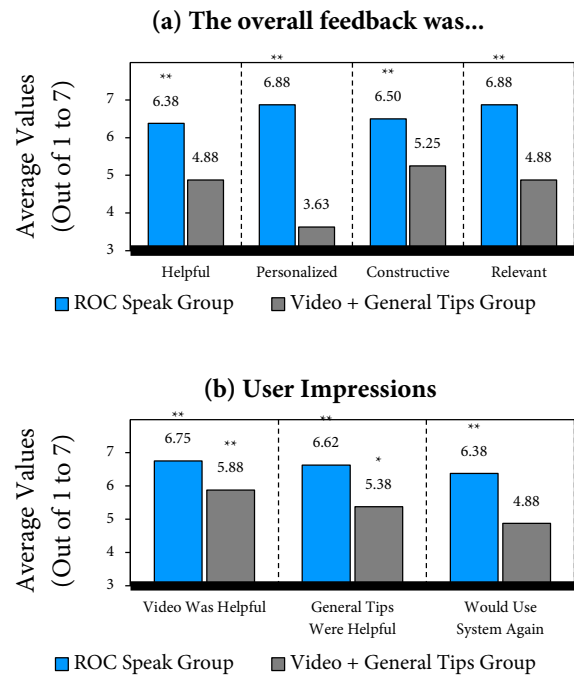 (a) The overall feedback was...
** ** ** **
6.38 4.88 6.88 3.63 6.50 5.25 6.88 4.88
Average Values
(Out of 1 to 7)
7
6
5
4
3
Helpful Personalized Constructive Relevant
ROC Speak Group Video + General Tips Group
(b) User Impressions
** ** ** * **
6.75 5.88 6.62 5.38 6.38 4.88
Average Values
(Out of 1 to 7)
7
6
5
4
3
Video Was Helpful General Tips Would Use
Were Helpful System Again
ROC Speak Group Video + General Tips Group